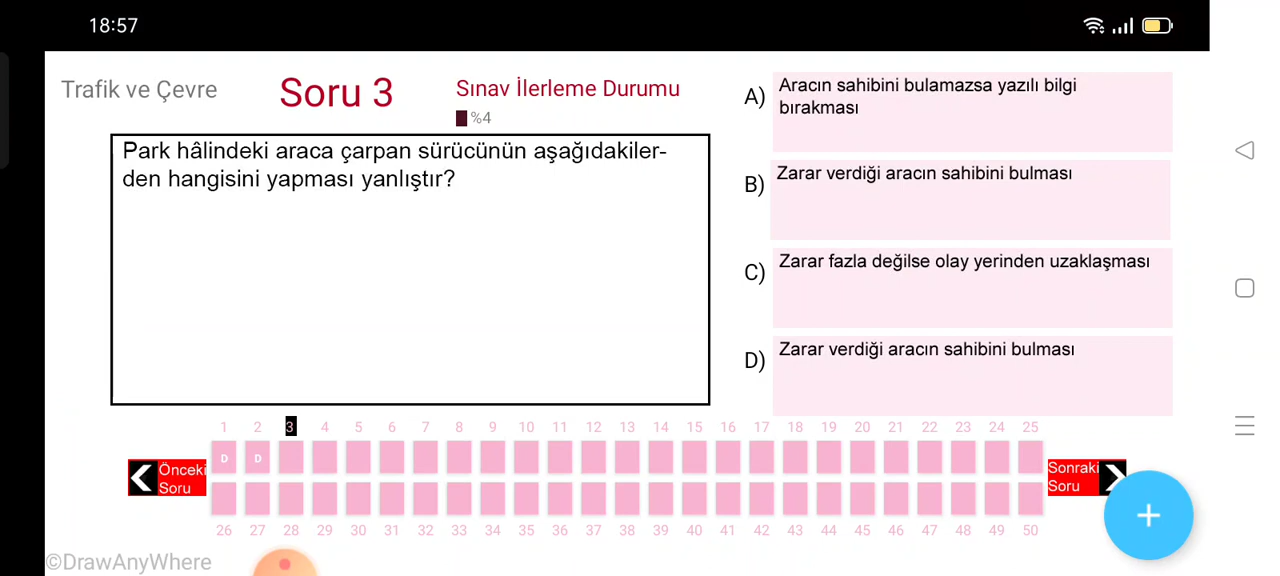 18:57
Trafik ve Çevre
Soru 3
Sınav İlerleme Durumu
%4
Park hâlindeki araca çarpan sürücünün aşağıdakiler-
den hangisini yapması yanlıştır?
A)
Aracın sahibini bulamazsa yazılı bilgi
bırakması
B)
Zarar verdiği aracın sahibini bulması
C)
Zarar fazla değilse olay yerinden uzaklaşması
D)
Zarar verdiği aracın sahibini bulması
1 2 3 4 5 6 7 8 9 10 11 12 13 14 15 16 17 18 19 20 21 22 23 24 25
D D
Önceki
Soru
Sonraki
Soru
26 27 28 29 30 31 32 33 34 35 36 37 38 39 40 41 42 43 44 45 46 47 48 49 50
©DrawAnyWhere